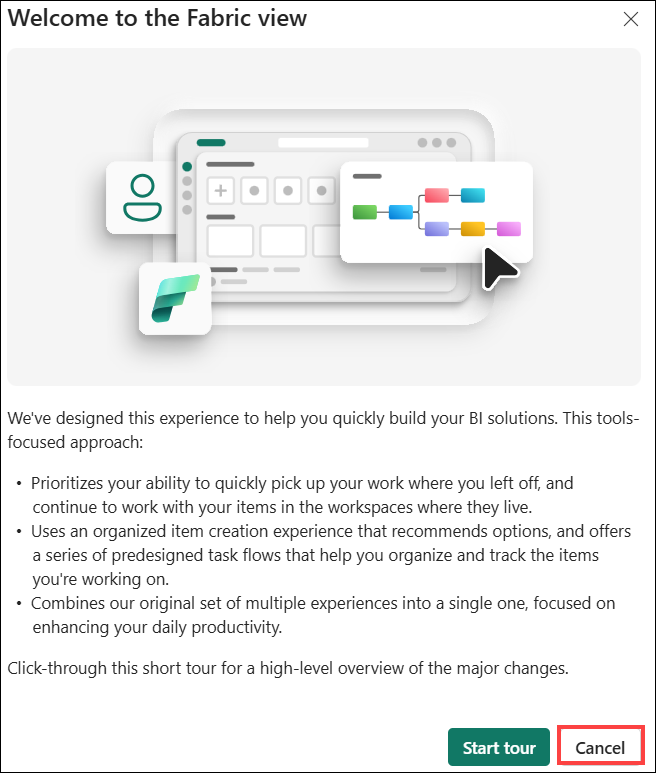 Welcome to the Fabric view
We've designed this experience to help you quickly build your BI solutions. This tools-
focused approach:
• Prioritizes your ability to quickly pick up your work where you left off, and
continue to work with your items in the workspaces where they live.
• Uses an organized item creation experience that recommends options, and offers
a series of predesigned task flows that help you organize and track the items
you're working on.
• Combines our original set of multiple experiences into a single one, focused on
enhancing your daily productivity.
Click-through this short tour for a high-level overview of the major changes.
Start tour
Cancel